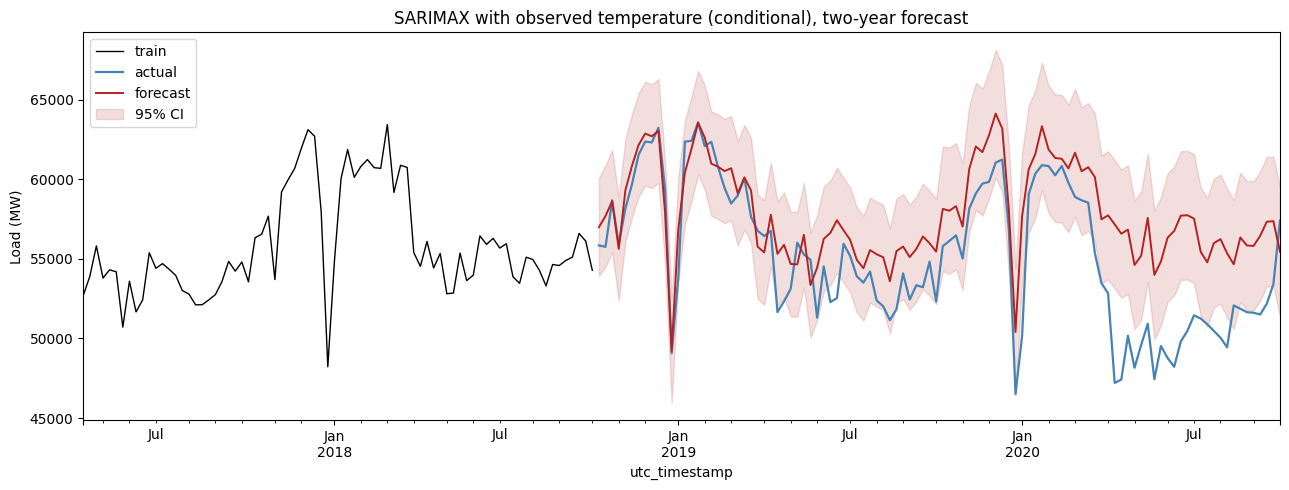 SARIMAX with observed temperature (conditional), two-year forecast
train
actual
forecast
95% CI
Load (MW)
65000
60000
55000
50000
45000
Jul
Jan
2018
Jul
Jan
2019
Jul
Jan
2020
Jul
utc_timestamp